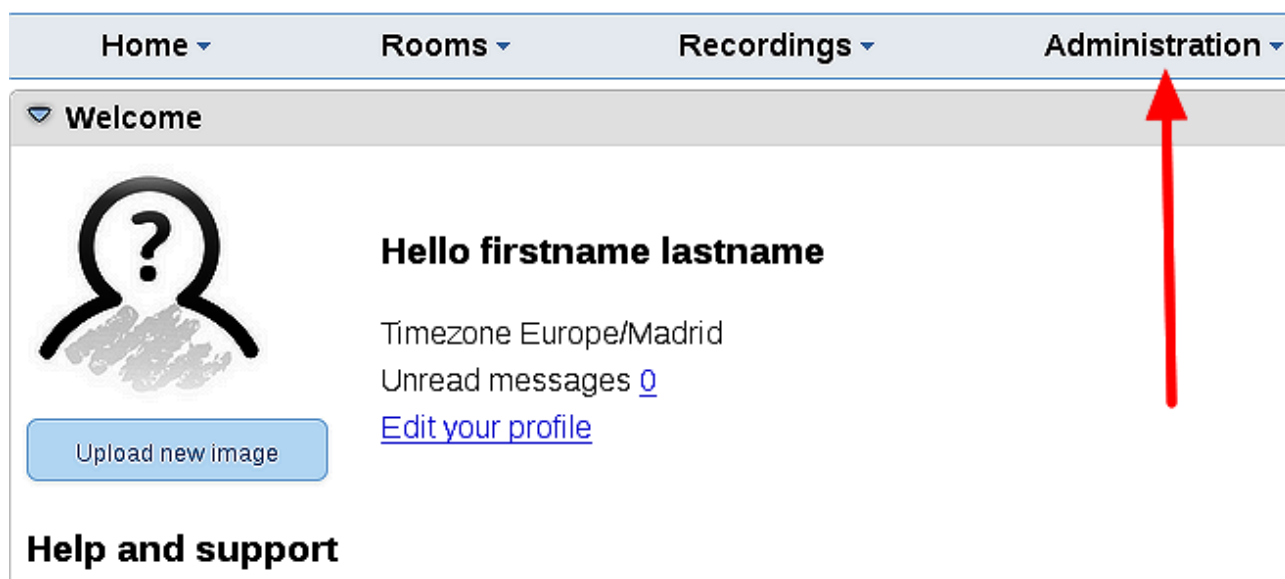 Home Rooms Recordings Administration
Welcome
?
Hello firstname lastname
Timezone Europe/Madrid
Unread messages 0
Edit your profile
Upload new image
Help and support